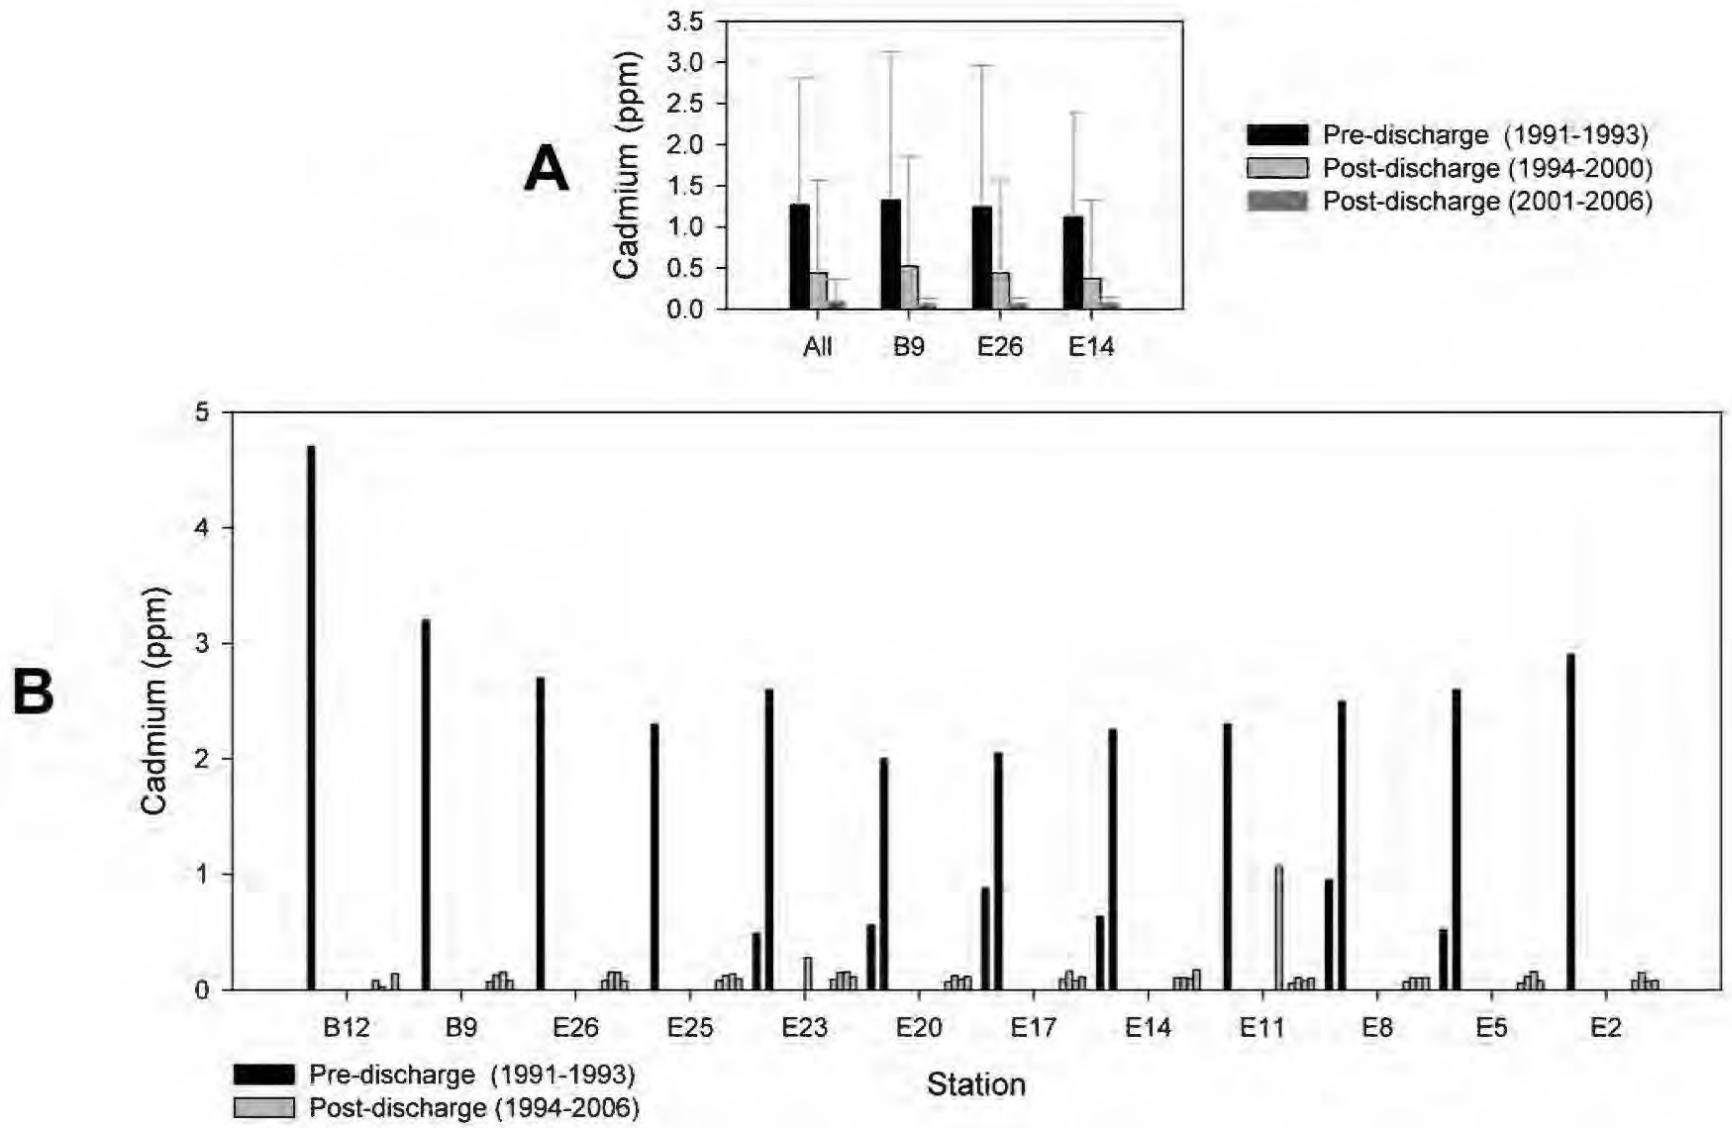 A
Cadmium (ppm)
3.5
3.0
2.5
2.0
1.5
1.0
0.5
0.0
All B9 E26 E14
Pre-discharge (1991-1993)
Post-discharge (1994-2000)
Post-discharge (2001-2006)
B
Cadmium (ppm)
5
4
3
2
1
0
B12 B9 E26 E25 E23 E20 E17 E14 E11 E8 E5 E2
Station
Pre-discharge (1991-1993)
Post-discharge (1994-2006)